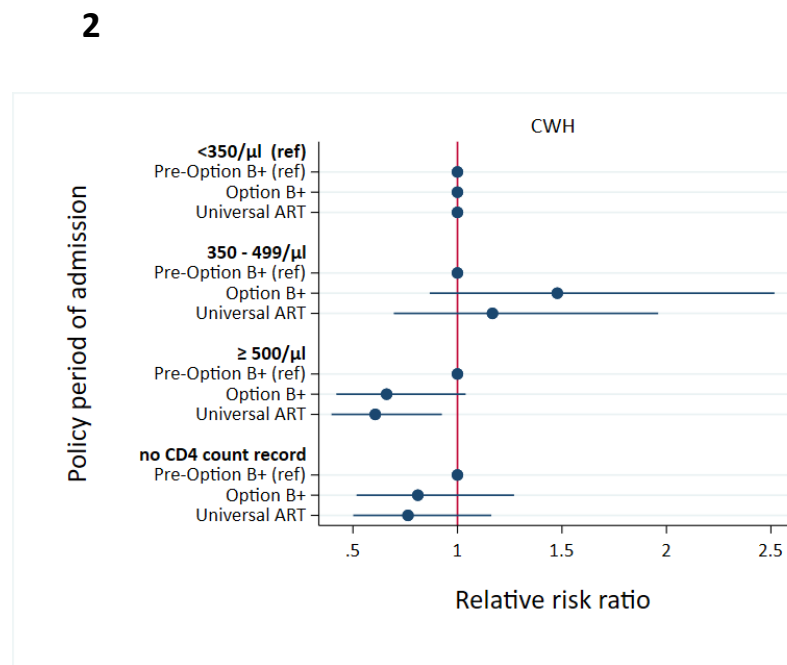 2
CWH
Policy period of admission
<350/µl (ref)
Pre-Option B+ (ref)
Option B+
Universal ART
350 - 499/µl
Pre-Option B+ (ref)
Option B+
Universal ART
≥ 500/µl
Pre-Option B+ (ref)
Option B+
Universal ART
no CD4 count record
Pre-Option B+ (ref)
Option B+
Universal ART
.5 1 1.5 2 2.5
Relative risk ratio